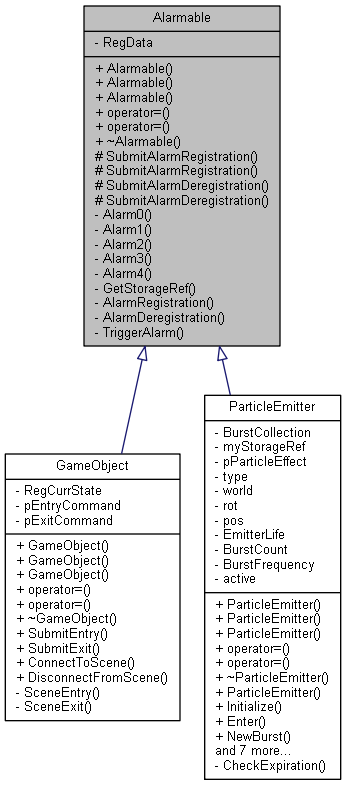 Alarmable
- RegData
+ Alarmable()
+ Alarmable()
+ Alarmable()
+ operator=()
+ operator=()
+ ~Alarmable()
# SubmitAlarmRegistration()
# SubmitAlarmRegistration()
# SubmitAlarmDeregistration()
# SubmitAlarmDeregistration()
- Alarm0()
- Alarm1()
- Alarm2()
- Alarm3()
- Alarm4()
- GetStorageRef()
- AlarmRegistration()
- AlarmDeregistration()
- TriggerAlarm()
GameObject
- RegCurrState
- pEntryCommand
- pExitCommand
+ GameObject()
+ GameObject()
+ GameObject()
+ operator=()
+ operator=()
+ ~GameObject()
+ SubmitEntry()
+ SubmitExit()
+ ConnectToScene()
+ DisconnectFromScene()
- SceneEntry()
- SceneExit()
ParticleEmitter
- BurstCollection
- myStorageRef
- pParticleEffect
- type
- world
- rot
- pos
- EmitterLife
- BurstCount
- BurstFrequency
- active
+ ParticleEmitter()
+ ParticleEmitter()
+ ParticleEmitter()
+ operator=()
+ operator=()
+ ~ParticleEmitter()
+ ParticleEmitter()
+ Initialize()
+ Enter()
+ NewBurst()
and 7 more...
- CheckExpiration()